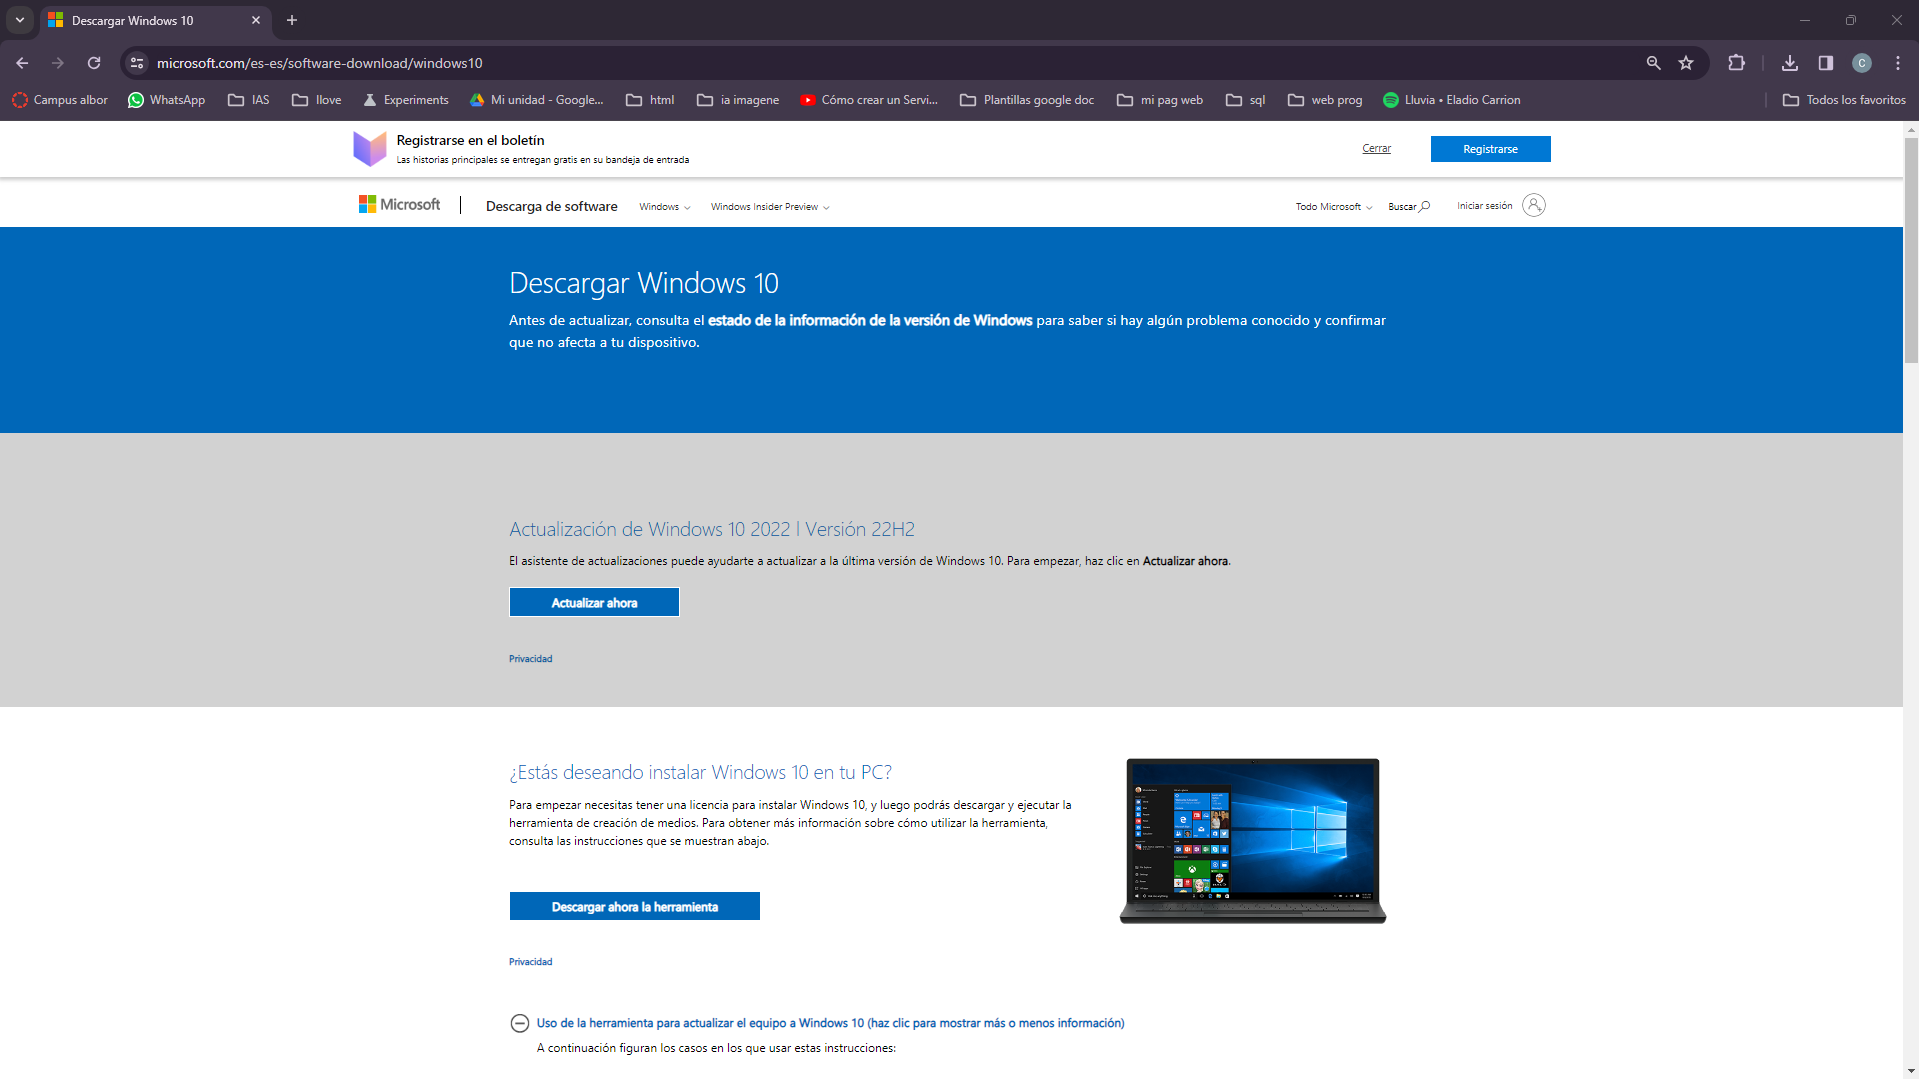 Descargar Windows 10
microsoft.com/es-es/software-download/windows10
C
Campus albor
WhatsApp
IAS
Ilove
Experiments
Mi unidad - Google...
html
ia imagene
Cómo crear un Servi...
Plantillas google doc
mi pag web
sql
web prog
Lluvia • Eladio Carrion
Todos los favoritos
Registrarse en el boletín
Las historias principales se entregan gratis en su bandeja de entrada
Cerrar
Registrarse
Microsoft
Descarga de software
Windows
Windows Insider Preview
Todo Microsoft
Buscar
Iniciar sesión
Descargar Windows 10
Antes de actualizar, consulta el estado de la información de la versión de Windows para saber si hay algún problema conocido y confirmar
que no afecta a tu dispositivo.
Actualización de Windows 10 2022 | Versión 22H2
El asistente de actualizaciones puede ayudarte a actualizar a la última versión de Windows 10. Para empezar, haz clic en Actualizar ahora.
Actualizar ahora
Privacidad
¿Estás deseando instalar Windows 10 en tu PC?
Para empezar necesitas tener una licencia para instalar Windows 10, y luego podrás descargar y ejecutar la
herramienta de creación de medios. Para obtener más información sobre cómo utilizar la herramienta,
consulta las instrucciones que se muestran abajo.
Descargar ahora la herramienta
Privacidad
Uso de la herramienta para actualizar el equipo a Windows 10 (haz clic para mostrar más o menos información)
A continuación figuran los casos en los que usar estas instrucciones: